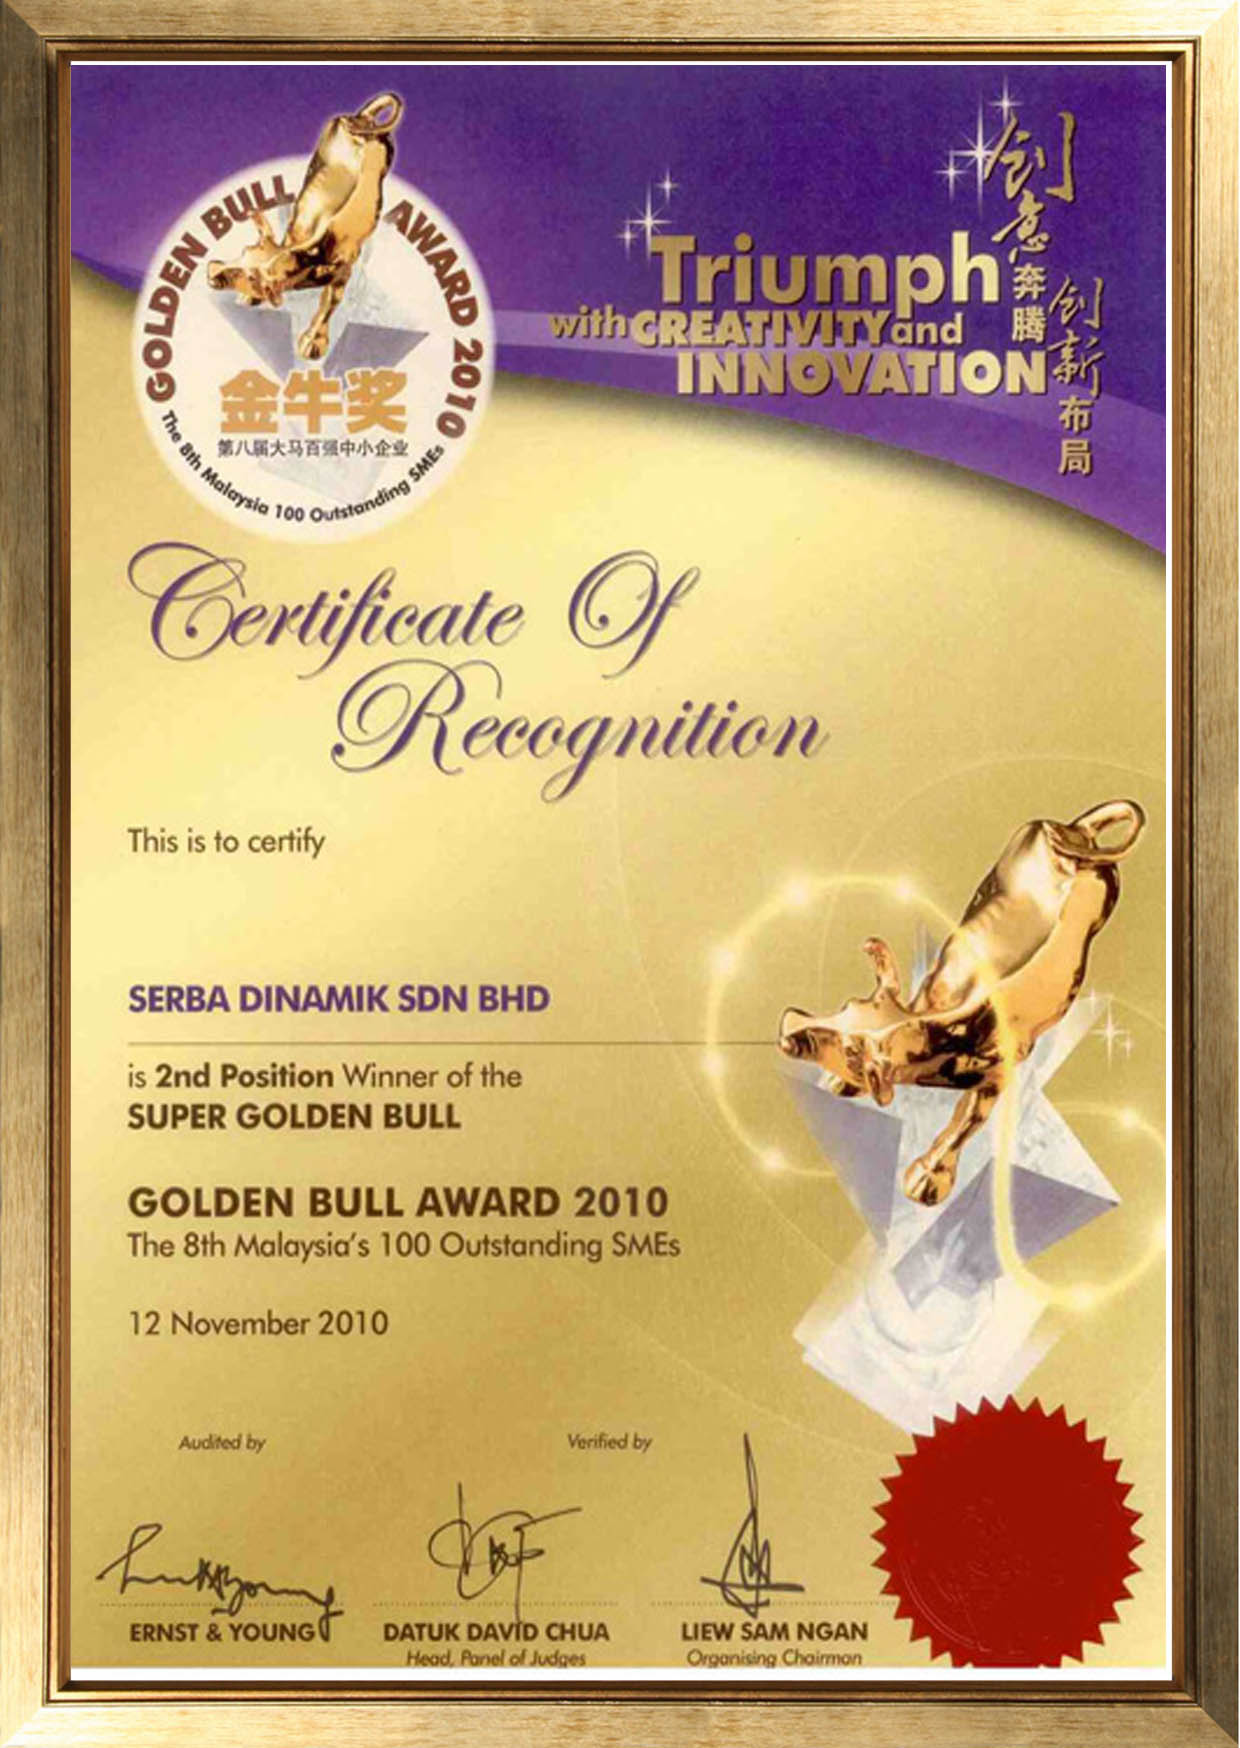 GOLDEN BULL AWARD 2010
金牛奖
第八届大马百强中小企业
The 8th Malaysia 100 Outstanding SMEs
Triumph
with CREATIVITY and
INNOVATION
创意奔腾
创新布局
Certificate Of
Recognition
This is to certify
SERBA DINAMIK SDN BHD
is 2nd Position Winner of the
SUPER GOLDEN BULL
GOLDEN BULL AWARD 2010
The 8th Malaysia's 100 Outstanding SMEs
12 November 2010
Audited by
Verified by
Ernst & Young
ERNST & YOUNG
DATUK DAVID CHUA
LIEW SAM NGAN
Head, Panel of Judges
Organising Chairman